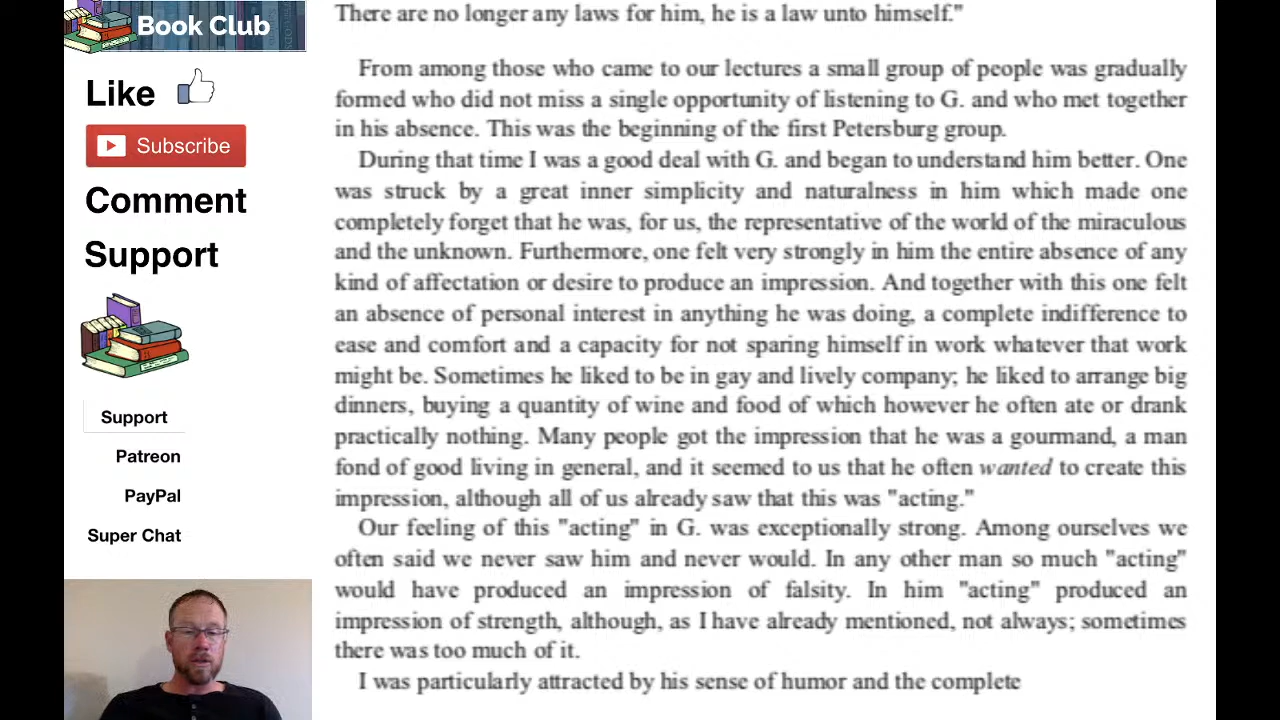 Book Club
Like
Subscribe
Comment
Support
Support
Patreon
PayPal
Super Chat
There are no longer any laws for him, he is a law unto himself."
From among those who came to our lectures a small group of people was gradually
formed who did not miss a single opportunity of listening to G. and who met together
in his absence. This was the beginning of the first Petersburg group.
During that time I was a good deal with G. and began to understand him better. One
was struck by a great inner simplicity and naturalness in him which made one
completely forget that he was, for us, the representative of the world of the miraculous
and the unknown. Furthermore, one felt very strongly in him the entire absence of any
kind of affectation or desire to produce an impression. And together with this one felt
an absence of personal interest in anything he was doing, a complete indifference to
ease and comfort and a capacity for not sparing himself in work whatever that work
might be. Sometimes he liked to be in gay and lively company; he liked to arrange big
dinners, buying a quantity of wine and food of which however he often ate or drank
practically nothing. Many people got the impression that he was a gourmand, a man
fond of good living in general, and it seemed to us that he often wanted to create this
impression, although all of us already saw that this was "acting."
Our feeling of this "acting" in G. was exceptionally strong. Among ourselves we
often said we never saw him and never would. In any other man so much "acting"
would have produced an impression of falsity. In him "acting" produced an
impression of strength, although, as I have already mentioned, not always; sometimes
there was too much of it.
I was particularly attracted by his sense of humor and the complete